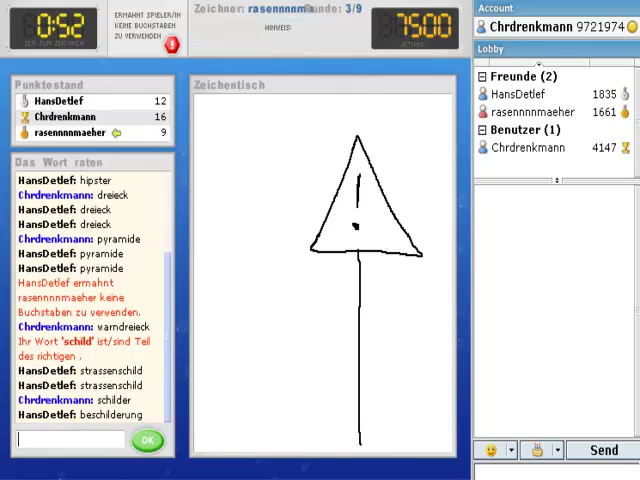 0:52
ZEIT ZUM ZEICHNEN
ERMAHNT SPIELER/IN
KEINE BUCHSTABEN
ZU VERWENDEN
Zeichner: rasennnnm
Runde: 3/9
HINWEIS:
7500
JETONS
Account
Chrdrenkmann 9721974
Lobby
Freunde (2)
HansDetlef 1835
rasennnnmaeher 1661
Benutzer (1)
Chrdrenkmann 4147
Punktestand
HansDetlef 12
Chrdrenkmann 16
rasennnnmaeher 9
Zeichentisch
Das Wort raten
HansDetlef: hipster
Chrdrenkmann: dreieck
HansDetlef: dreieck
HansDetlef: dreieck
Chrdrenkmann: pyramide
HansDetlef: pyramide
HansDetlef: pyramide
HansDetlef ermahnt
rasennnnmaeher keine
Buchstaben zu verwenden.
Chrdrenkmann: warndreieck
Ihr Wort 'schild' ist/sind Teil
des richtigen .
HansDetlef: strassenschild
HansDetlef: strassenschild
Chrdrenkmann: schilder
HansDetlef: beschilderung
OK
Send